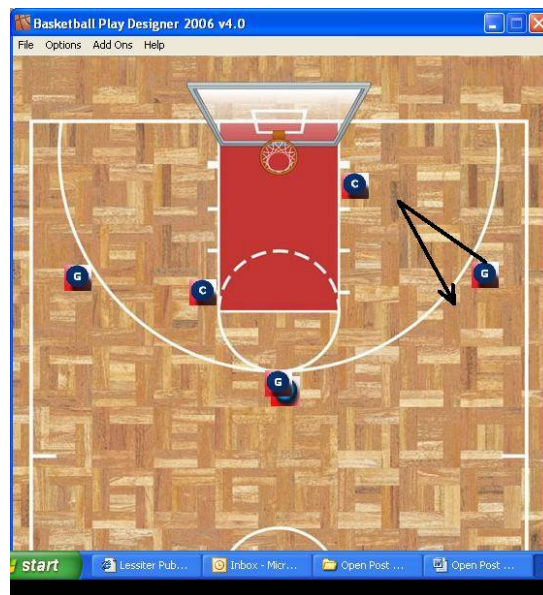 Basketball Play Designer 2006 v4.0
File Options Add Ons Help
C
G
G
C
G
start Lessiter Pub... Inbox - Micr... Open Post ... Open Post ...